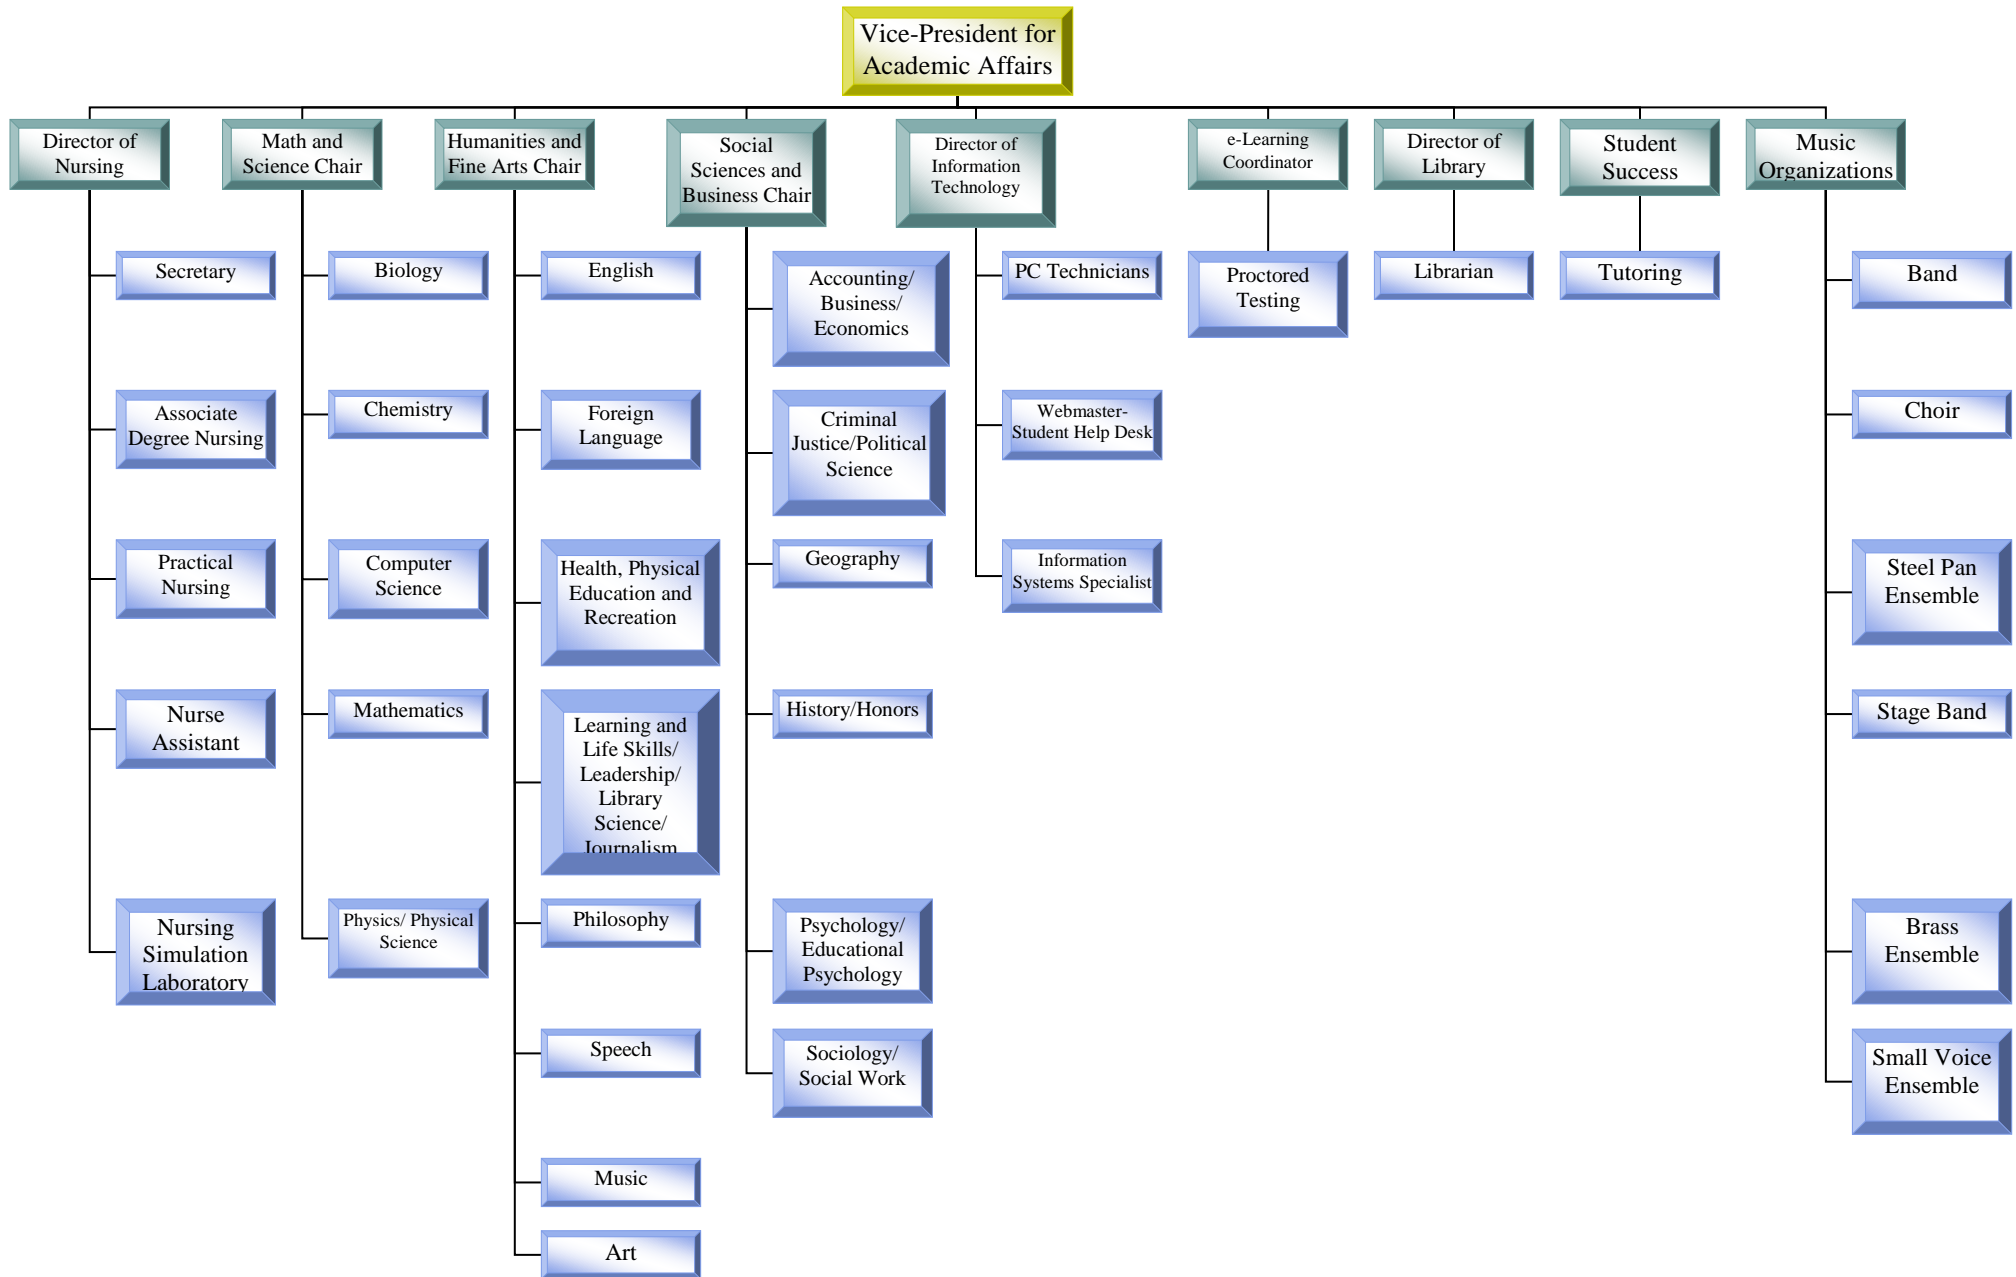 Vice-President for
Academic Affairs
Director of
Nursing
Math and
Science Chair
Humanities and
Fine Arts Chair
Social
Sciences and
Business Chair
Director of
Information
Technology
e-Learning
Coordinator
Director of
Library
Student
Success
Music
Organizations
Secretary
Associate
Degree Nursing
Practical
Nursing
Nurse
Assistant
Nursing
Simulation
Laboratory
Biology
Chemistry
Computer
Science
Mathematics
Physics/ Physical
Science
English
Foreign
Language
Health, Physical
Education and
Recreation
Learning and
Life Skills/
Leadership/
Library
Science/
Journalism
Philosophy
Speech
Music
Art
Accounting/
Business/
Economics
Criminal
Justice/Political
Science
Geography
History/Honors
Psychology/
Educational
Psychology
Sociology/
Social Work
PC Technicians
Webmaster-
Student Help Desk
Information
Systems Specialist
Proctored
Testing
Librarian
Tutoring
Band
Choir
Steel Pan
Ensemble
Stage Band
Brass
Ensemble
Small Voice
Ensemble